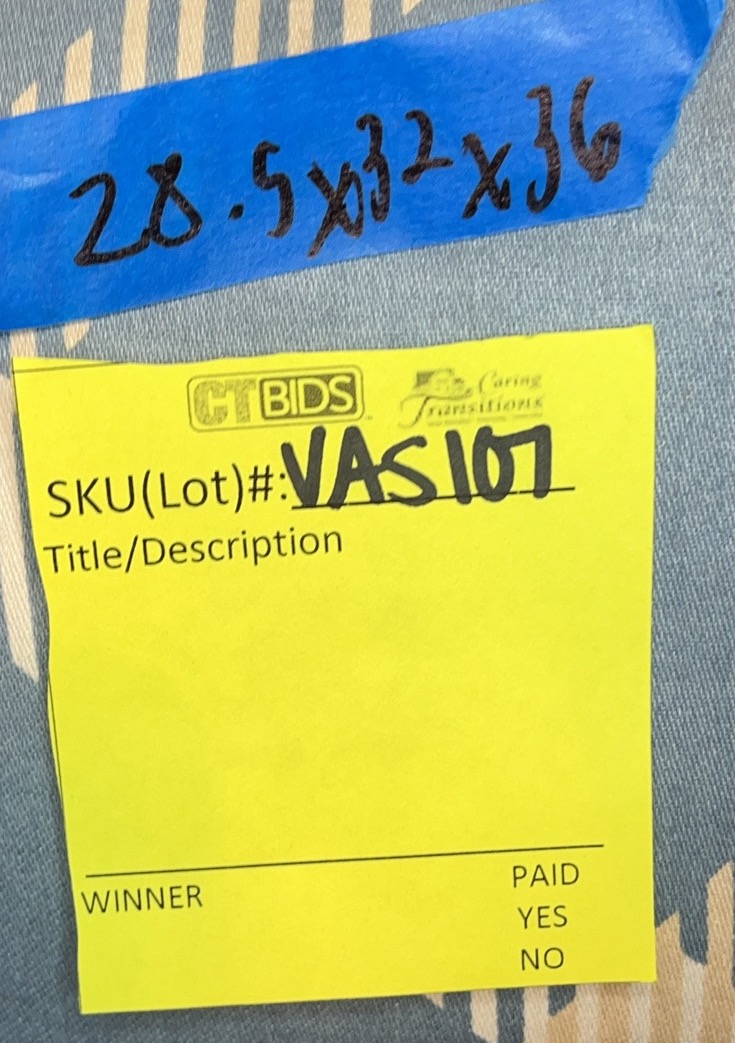 28.5x32x36
CTBIDS Caring
Transitions
SKU(Lot)#: VAS107
Title/Description
WINNER PAID
YES
NO